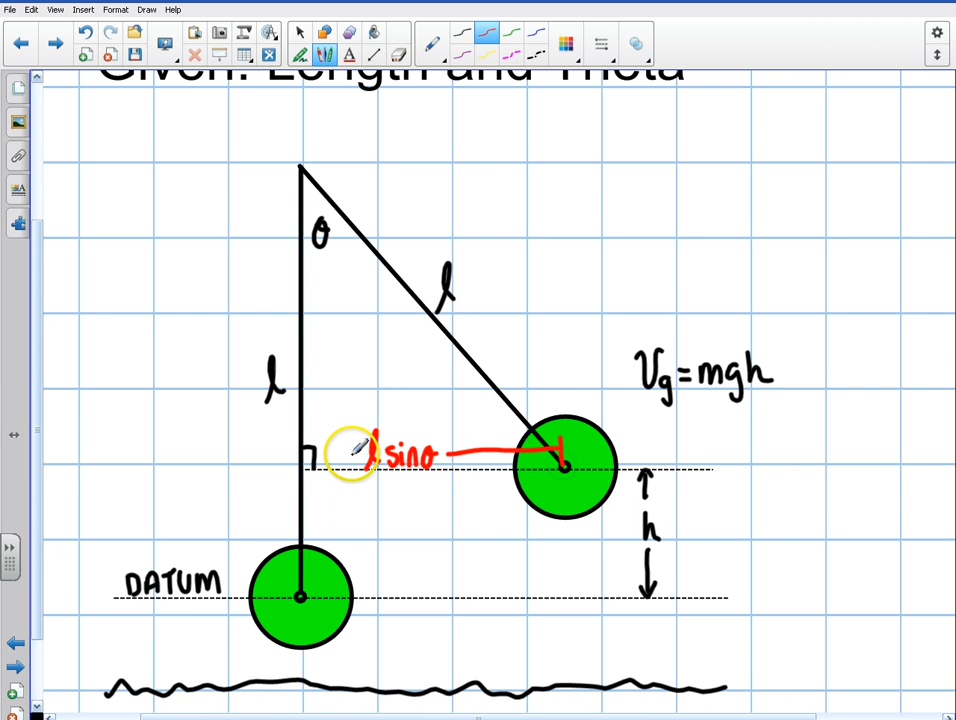 File Edit View Insert Format Draw Help
Given: Length and Theta
θ
l
l
Vg=mgh
l sinθ
h
DATUM